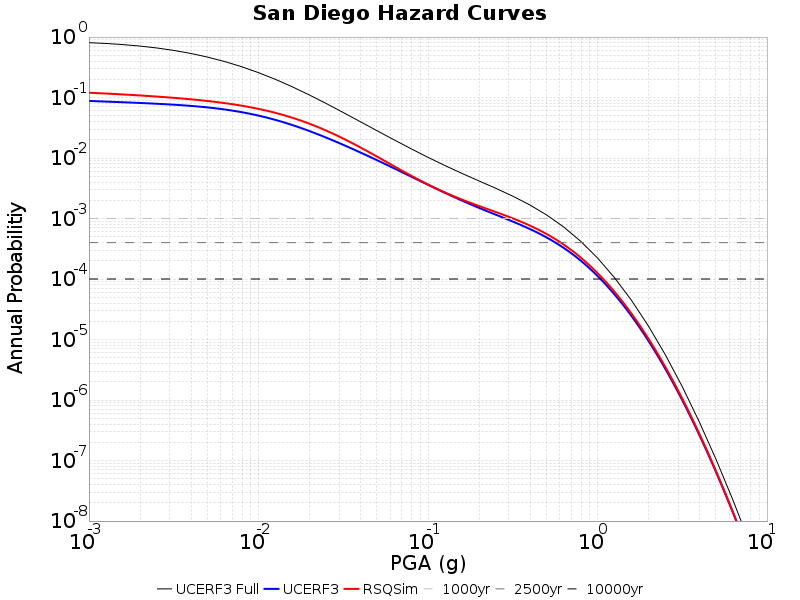 San Diego Hazard Curves
Annual Probabilitiy
10^0
10^-1
10^-2
10^-3
10^-4
10^-5
10^-6
10^-7
10^-8
10^-3 10^-2 10^-1 10^0 10^1
PGA (g)
UCERF3 Full UCERF3 RSQSim 1000yr 2500yr 10000yr